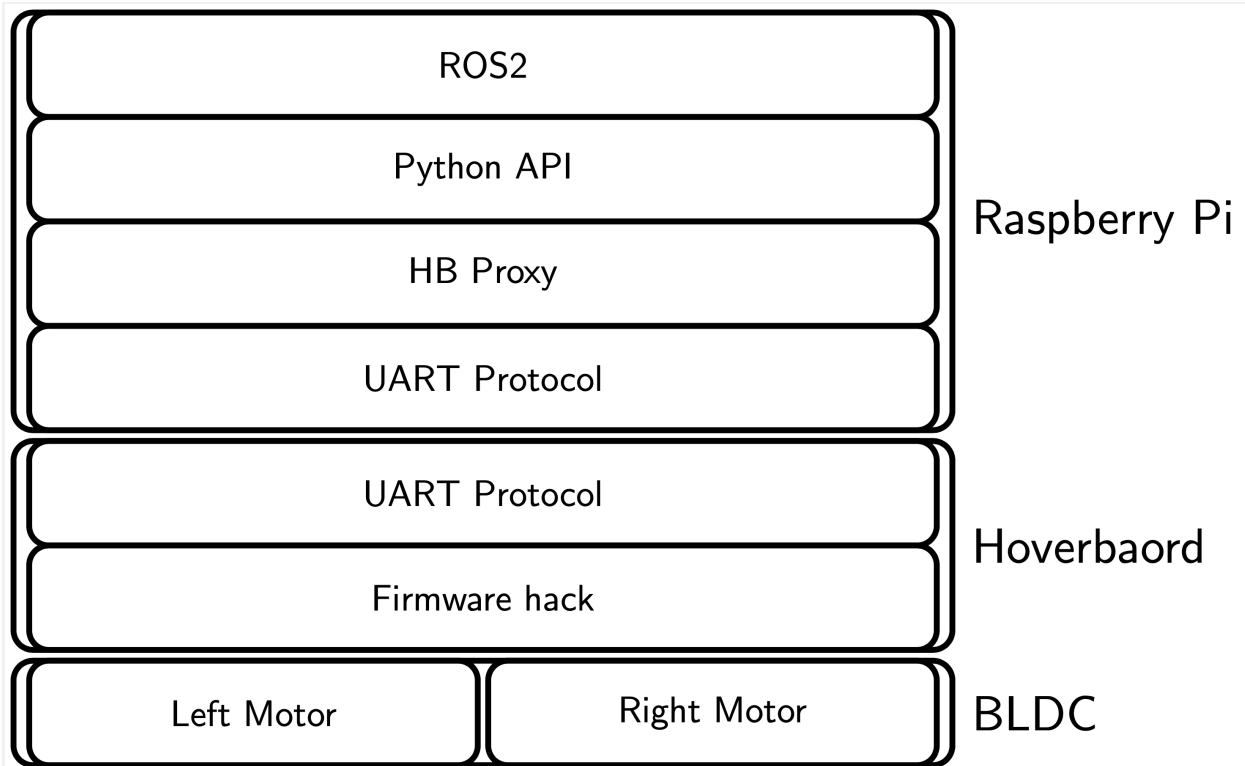 ROS2
Python API
HB Proxy
UART Protocol
Raspberry Pi
UART Protocol
Firmware hack
Hoverbaord
Left Motor
Right Motor
BLDC